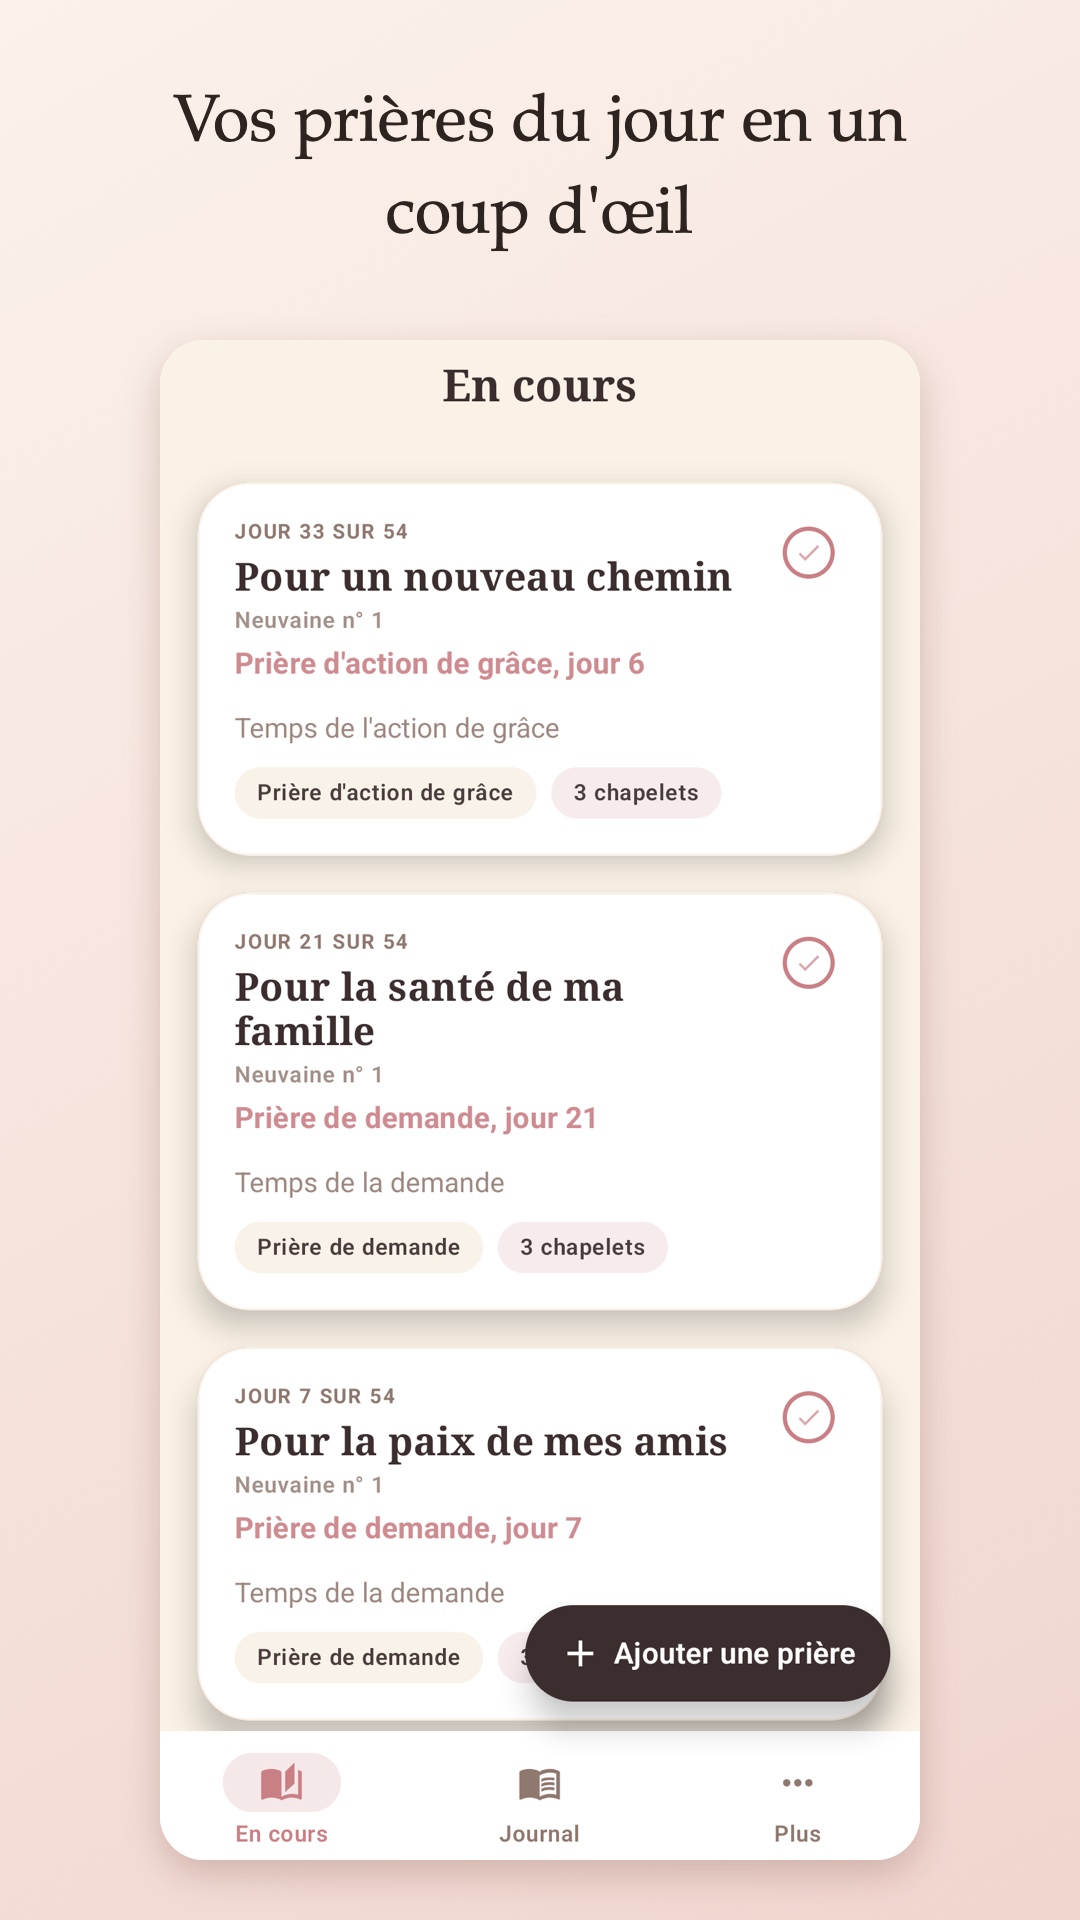 Vos prières du jour en un
coup d'œil
En cours
JOUR 33 SUR 54
Pour un nouveau chemin
Neuvaine n° 1
Prière d'action de grâce, jour 6
Temps de l'action de grâce
Prière d'action de grâce
3 chapelets
JOUR 21 SUR 54
Pour la santé de ma
famille
Neuvaine n° 1
Prière de demande, jour 21
Temps de la demande
Prière de demande
3 chapelets
JOUR 7 SUR 54
Pour la paix de mes amis
Neuvaine n° 1
Prière de demande, jour 7
Temps de la demande
Prière de demande
Ajouter une prière
En cours
Journal
Plus